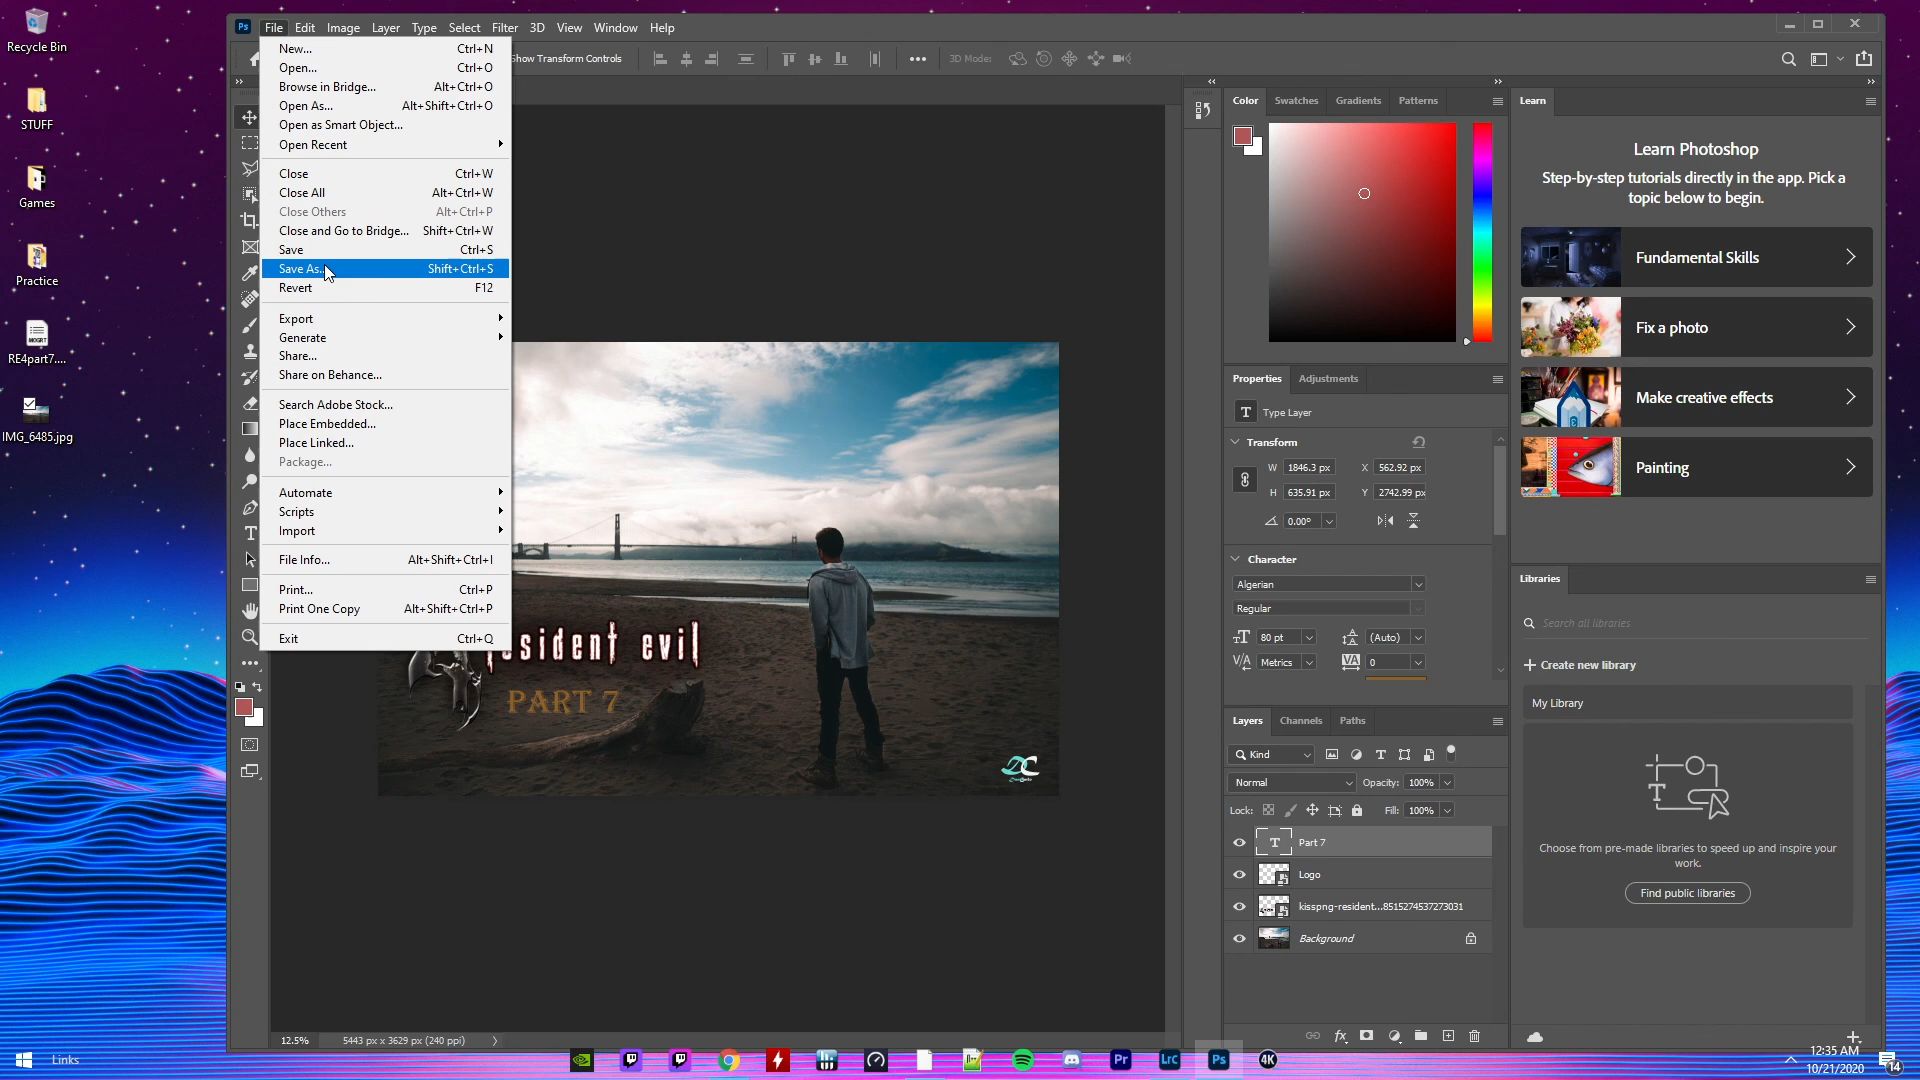 Recycle Bin
STUFF
Games
Practice
RE4part7....
IMG_6485.jpg
Ps
File Edit Image Layer Type Select Filter 3D View Window Help
Show Transform Controls
3D Mode:
New... Ctrl+N
Open... Ctrl+O
Browse in Bridge... Alt+Ctrl+O
Open As... Alt+Shift+Ctrl+O
Open as Smart Object...
Open Recent
Close Ctrl+W
Close All Alt+Ctrl+W
Close Others Alt+Ctrl+P
Close and Go to Bridge... Shift+Ctrl+W
Save Ctrl+S
Save As... Shift+Ctrl+S
Revert F12
Export
Generate
Share...
Share on Behance...
Search Adobe Stock...
Place Embedded...
Place Linked...
Package...
Automate
Scripts
Import
File Info... Alt+Shift+Ctrl+I
Print... Ctrl+P
Print One Copy Alt+Shift+Ctrl+P
Exit Ctrl+Q
resident evil
PART 7
DC
12.5% 5443 px x 3629 px (240 ppi)
Color Swatches Gradients Patterns
Properties Adjustments
T Type Layer
Transform
W 1846.3 px X 562.92 px
H 635.91 px Y 2742.99 px
0.00°
Character
Algerian
Regular
80 pt (Auto)
Metrics 0
Layers Channels Paths
Kind
Normal Opacity: 100%
Lock: Fill: 100%
Part 7
Logo
kisspng-resident...8515274537273031
Background
Learn
Learn Photoshop
Step-by-step tutorials directly in the app. Pick a
topic below to begin.
Fundamental Skills
Fix a photo
Make creative effects
Painting
Libraries
Search all libraries
Create new library
My Library
Choose from pre-made libraries to speed up and inspire your
work.
Find public libraries
Links
Pr
LrC
Ps
4K
12:35 AM
10/21/2020
14